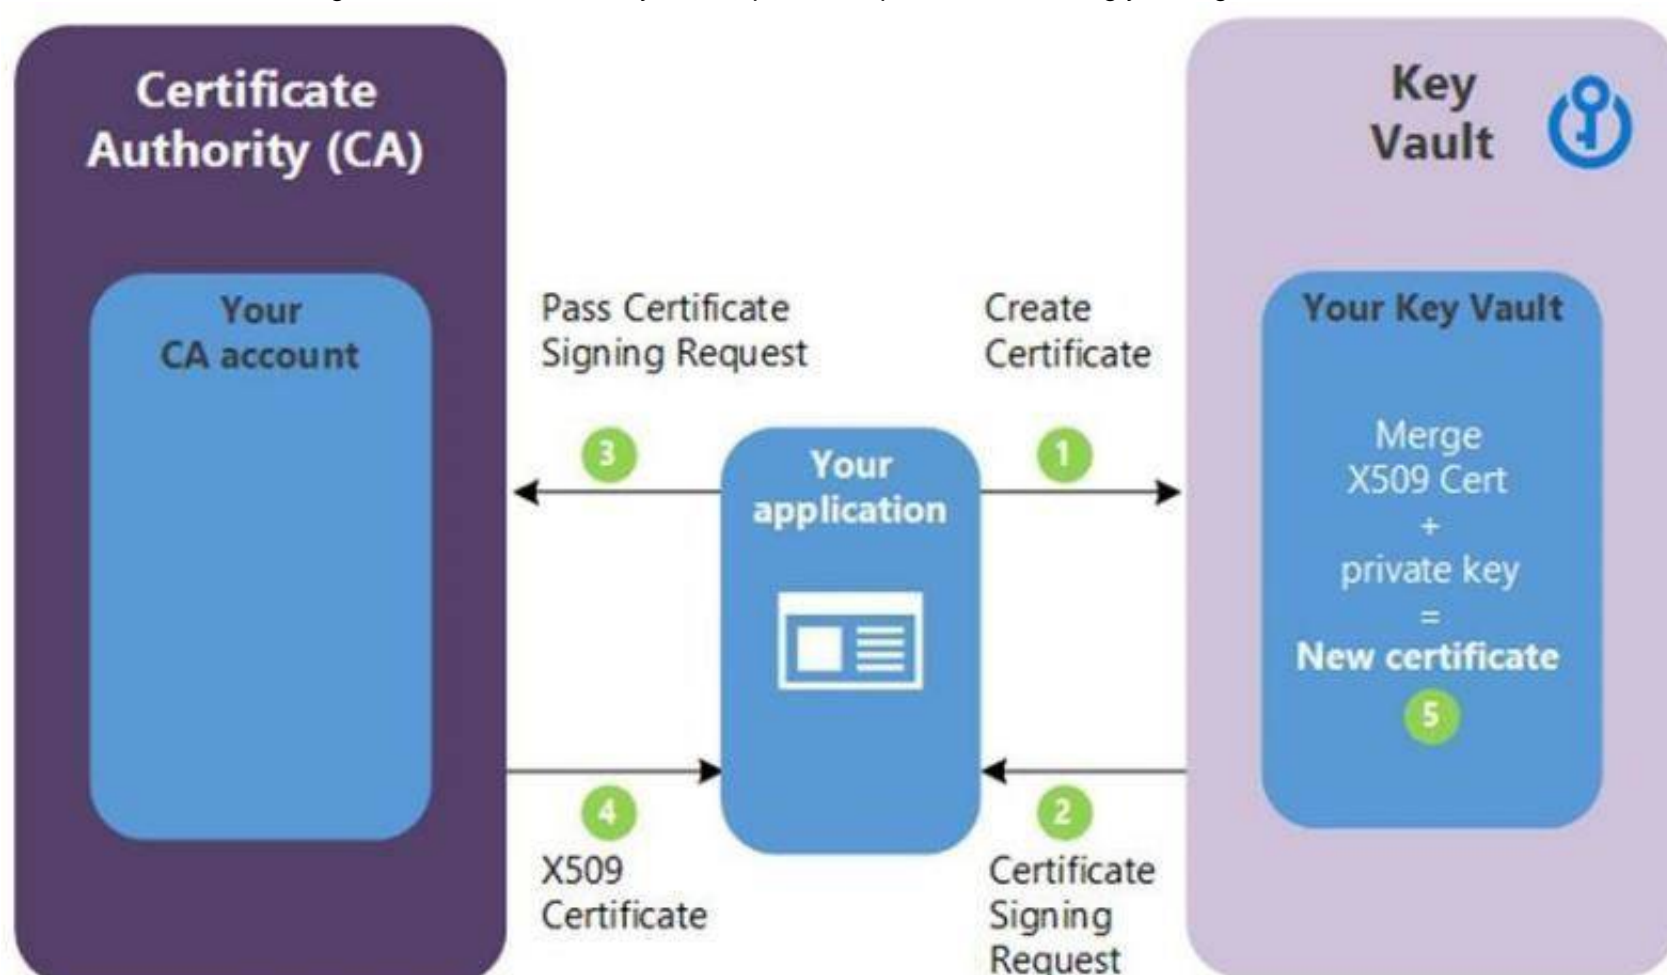 Certificate
Authority (CA)
Your
CA account
Pass Certificate
Signing Request
3
4
X509
Certificate
Your
application
Create
Certificate
1
2
Certificate
Signing
Request
Key
Vault
Your Key Vault
Merge
X509 Cert
+
private key
=
New certificate
5